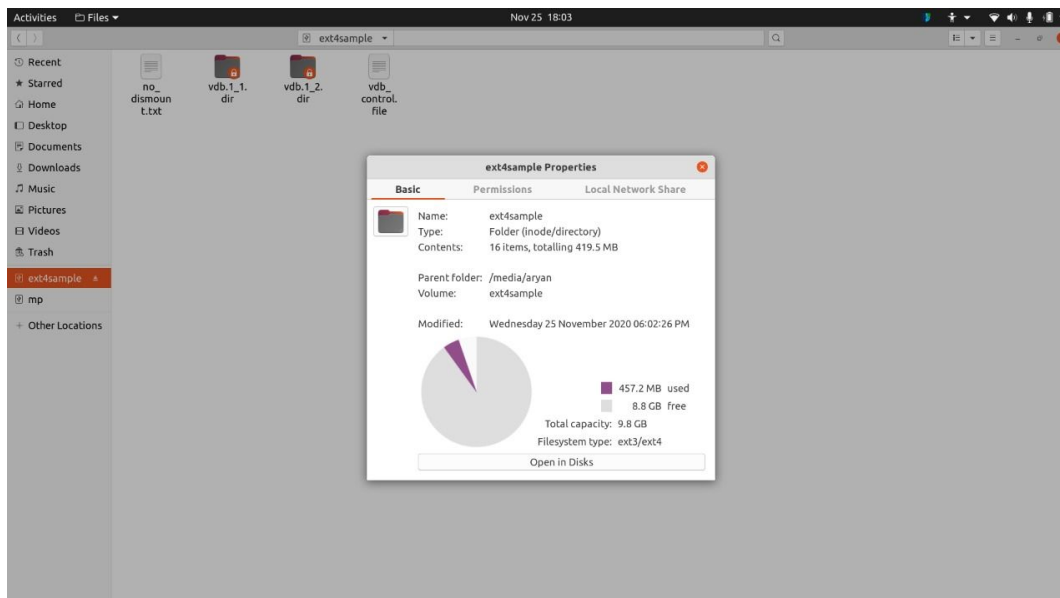 Activities Files Nov 25 18:03
ext4sample
Recent
Starred
Home
Desktop
Documents
Downloads
Music
Pictures
Videos
Trash
ext4sample
mp
+ Other Locations
no_
dismoun
t.txt
vdb.1_1.
dir
vdb.1_2.
dir
vdb_
control.
file
ext4sample Properties
Basic Permissions Local Network Share
Name: ext4sample
Type: Folder (inode/directory)
Contents: 16 items, totalling 419.5 MB
Parent folder: /media/aryan
Volume: ext4sample
Modified: Wednesday 25 November 2020 06:02:26 PM
457.2 MB used
8.8 GB free
Total capacity: 9.8 GB
Filesystem type: ext3/ext4
Open in Disks